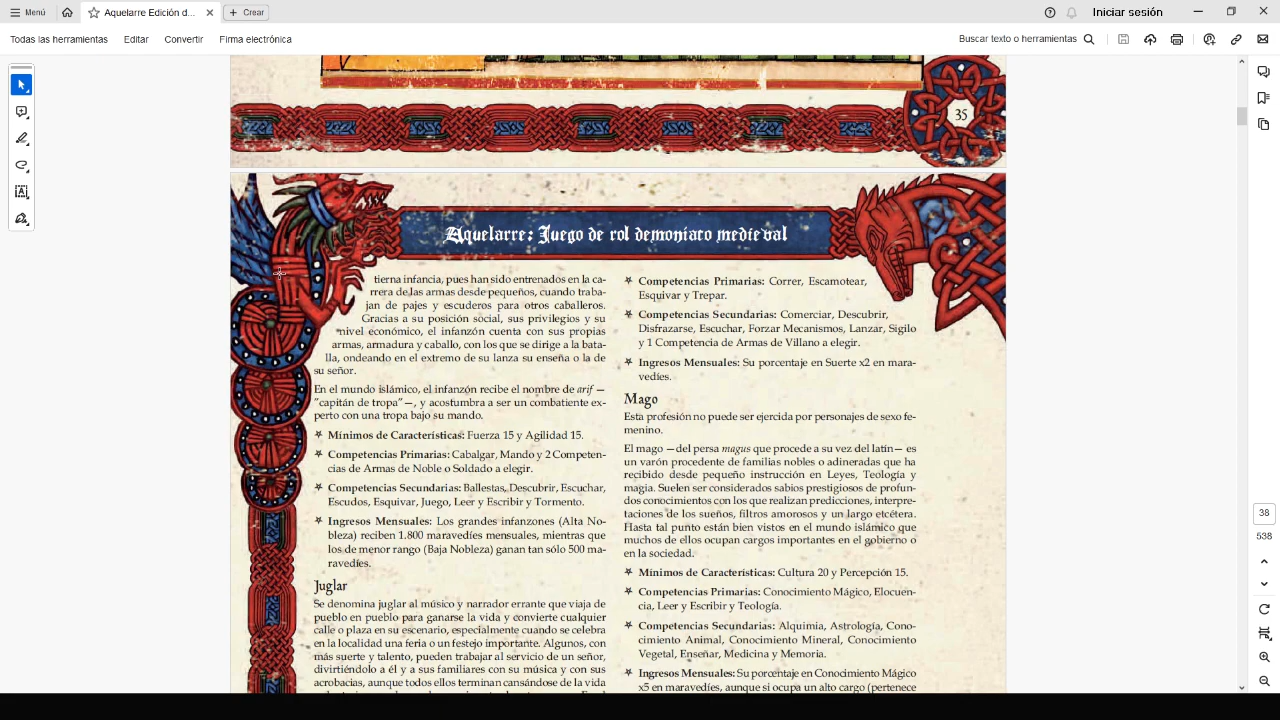 Menú
Aquelarre Edición d...
Crear
Iniciar sesión
Todas las herramientas
Editar
Convertir
Firma electrónica
Buscar texto o herramientas
35
Aquelarre: Juego de rol demoníaco medieval
tierna infancia, pues han sido entrenados en la ca-
rrera de las armas desde pequeños, cuando traba-
jan de pajes y escuderos para otros caballeros.
Gracias a su posición social, sus privilegios y su
nivel económico, el infanzón cuenta con sus propias
armas, armadura y caballo, con los que se dirige a la bata-
lla, ondeando en el extremo de su lanza su enseña o la de
su señor.
En el mundo islámico, el infanzón recibe el nombre de arif —
"capitán de tropa"—, y acostumbra a ser un combatiente ex-
perto con una tropa bajo su mando.
Mínimos de Características: Fuerza 15 y Agilidad 15.
Competencias Primarias: Cabalgar, Mando y 2 Competen-
cias de Armas de Noble o Soldado a elegir.
Competencias Secundarias: Ballestas, Descubrir, Escuchar,
Escudos, Esquivar, Juego, Leer y Escribir y Tormento.
Ingresos Mensuales: Los grandes infanzones (Alta No-
bleza) reciben 1.800 maravedíes mensuales, mientras que
los de menor rango (Baja Nobleza) ganan tan sólo 500 ma-
ravedíes.
Juglar
Se denomina juglar al músico y narrador errante que viaja de
pueblo en pueblo para ganarse la vida y convierte cualquier
calle o plaza en su escenario, especialmente cuando se celebra
en la localidad una feria o un festejo importante. Algunos, con
más suerte y talento, pueden trabajar al servicio de un señor,
divirtiéndolo a él y a sus familiares con su música y con sus
acrobacias, aunque todos ellos terminan cansándose de la vida
Competencias Primarias: Correr, Escamotear,
Esquivar y Trepar.
Competencias Secundarias: Comerciar, Descubrir,
Disfrazarse, Escuchar, Forzar Mecanismos, Lanzar, Sigilo
y 1 Competencia de Armas de Villano a elegir.
Ingresos Mensuales: Su porcentaje en Suerte x2 en mara-
vedíes.
Mago
Esta profesión no puede ser ejercida por personajes de sexo fe-
menino.
El mago —del persa magus que procede a su vez del latín— es
un varón procedente de familias nobles o adineradas que ha
recibido desde pequeño instrucción en Leyes, Teología y
magia. Suelen ser considerados sabios prestigiosos de profun-
dos conocimientos con los que realizan predicciones, interpre-
taciones de los sueños, filtros amorosos y un largo etcétera.
Hasta tal punto están bien vistos en el mundo islámico que
muchos de ellos ocupan cargos importantes en el gobierno o
en la sociedad.
Mínimos de Características: Cultura 20 y Percepción 15.
Competencias Primarias: Conocimiento Mágico, Elocuen-
cia, Leer y Escribir y Teología.
Competencias Secundarias: Alquimia, Astrología, Cono-
cimiento Animal, Conocimiento Mineral, Conocimiento
Vegetal, Enseñar, Medicina y Memoria.
Ingresos Mensuales: Su porcentaje en Conocimiento Mágico
x5 en maravedíes, aunque si ocupa un alto cargo (pertenece
38
538